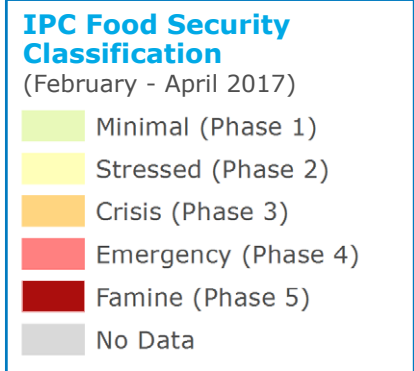 IPC Food Security
Classification
(February - April 2017)
Minimal (Phase 1)
Stressed (Phase 2)
Crisis (Phase 3)
Emergency (Phase 4)
Famine (Phase 5)
No Data